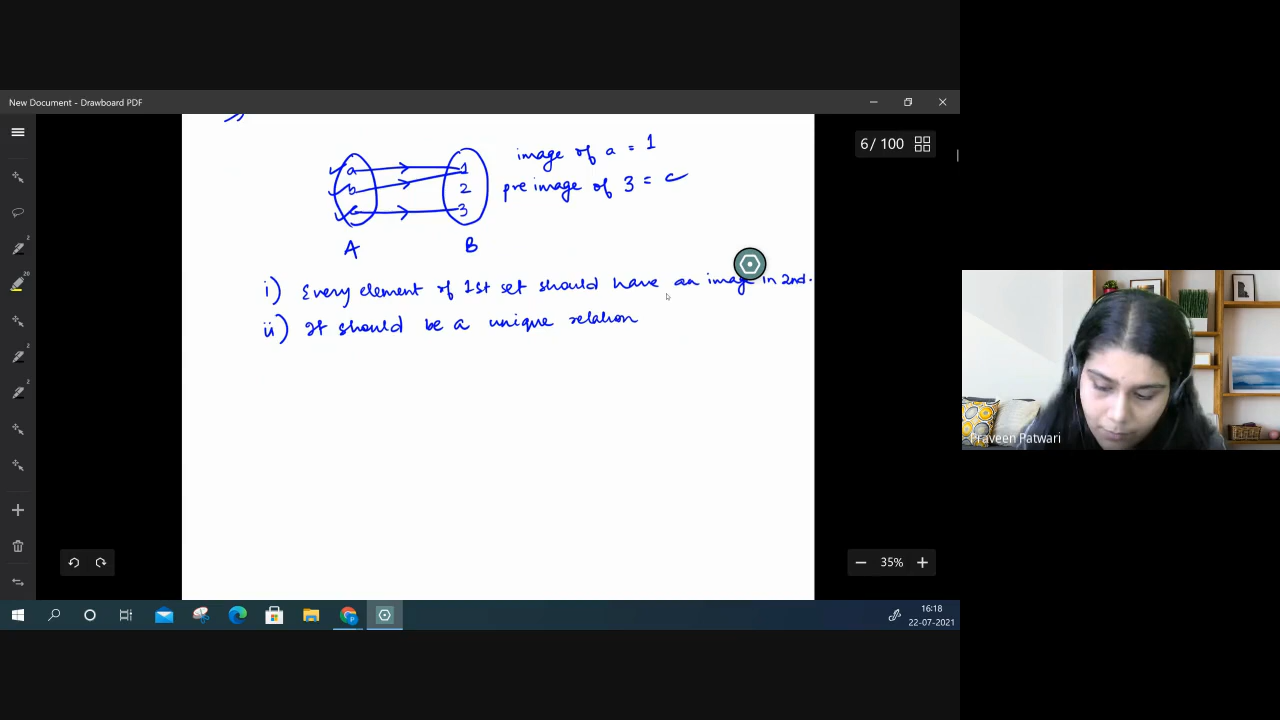 New Document - Drawboard PDF
6 / 100
image of a = 1
pre image of 3 = c
a
b
c
1
2
3
A
B
i) Every element of 1st set should have an image in 2nd.
ii) It should be a unique relation
Praveen Patwari
35%
16:18
22-07-2021